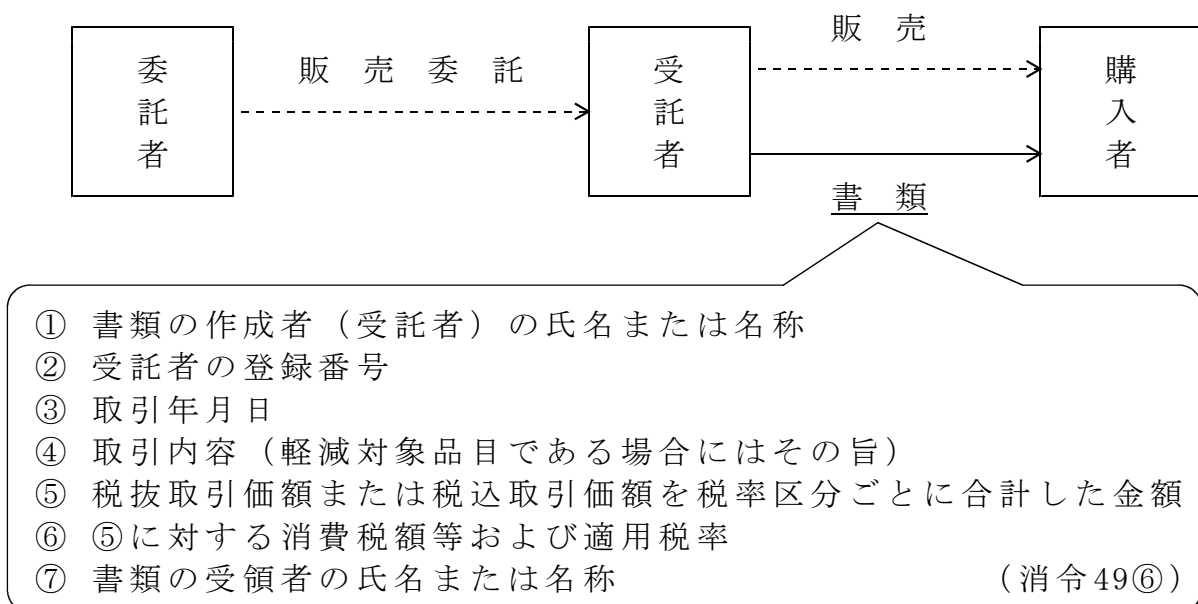 販売
委託者
販売委託
受託者
購入者
書類
① 書類の作成者（受託者）の氏名または名称
② 受託者の登録番号
③ 取引年月日
④ 取引内容（軽減対象品目である場合にはその旨）
⑤ 税抜取引価額または税込取引価額を税率区分ごとに合計した金額
⑥ ⑤に対する消費税額等および適用税率
⑦ 書類の受領者の氏名または名称 （消令49⑥）